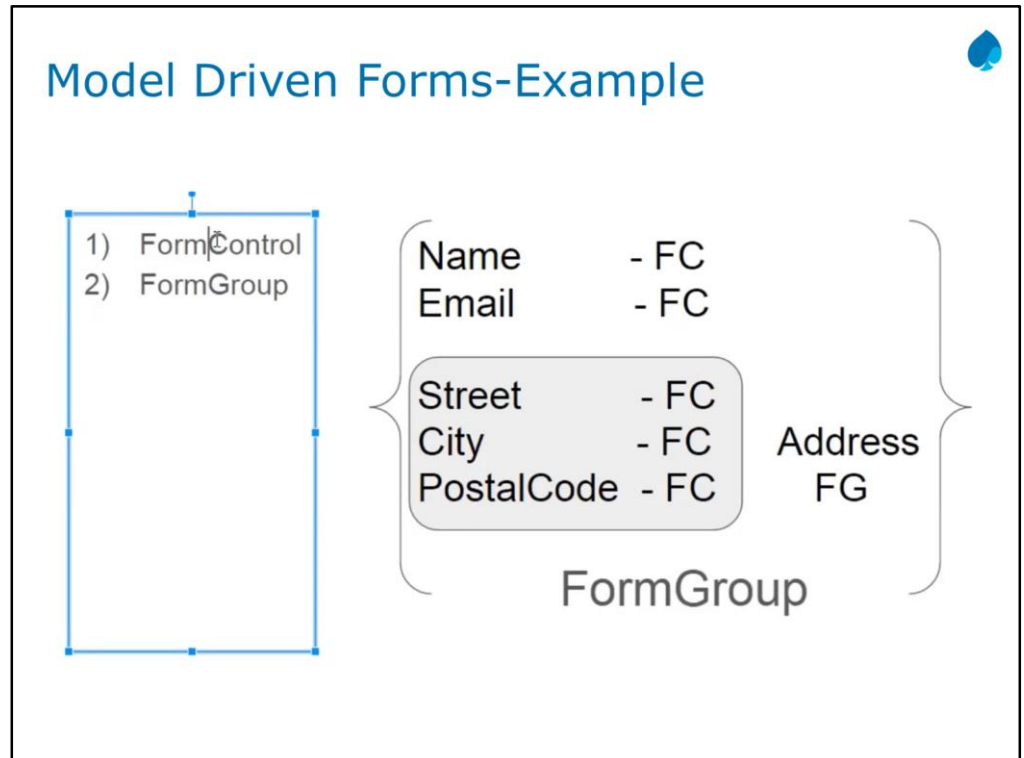 Model Driven Forms-Example
1) FormControl
2) FormGroup
Name - FC
Email - FC
Street - FC
City - FC
PostalCode - FC
Address
FG
FormGroup